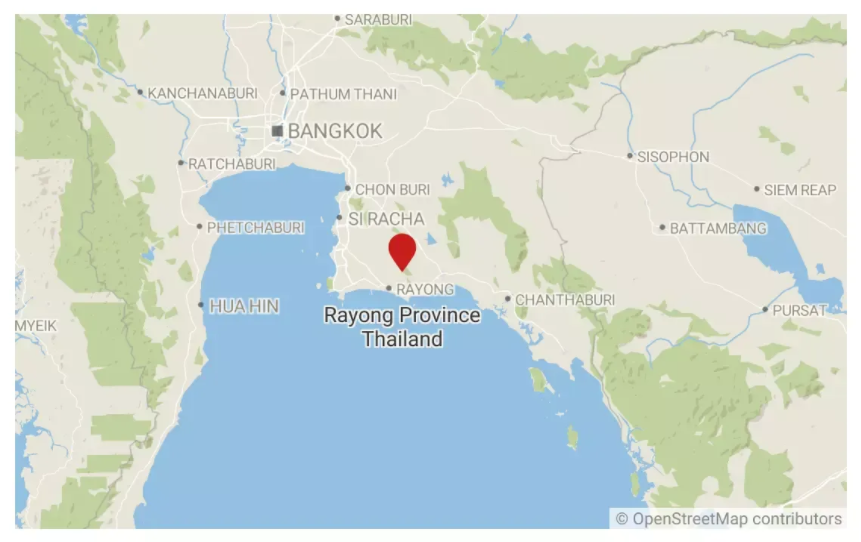 SARABURI
KANCHANABURI
PATHUM THANI
BANGKOK
SISOPHON
RATCHABURI
CHON BURI
SIEM REAP
SI RACHA
PHETCHABURI
BATTAMBANG
RAYONG
CHANTHABURI
HUA HIN
PURSAT
Rayong Province
Thailand
MYEIK
© OpenStreetMap contributors